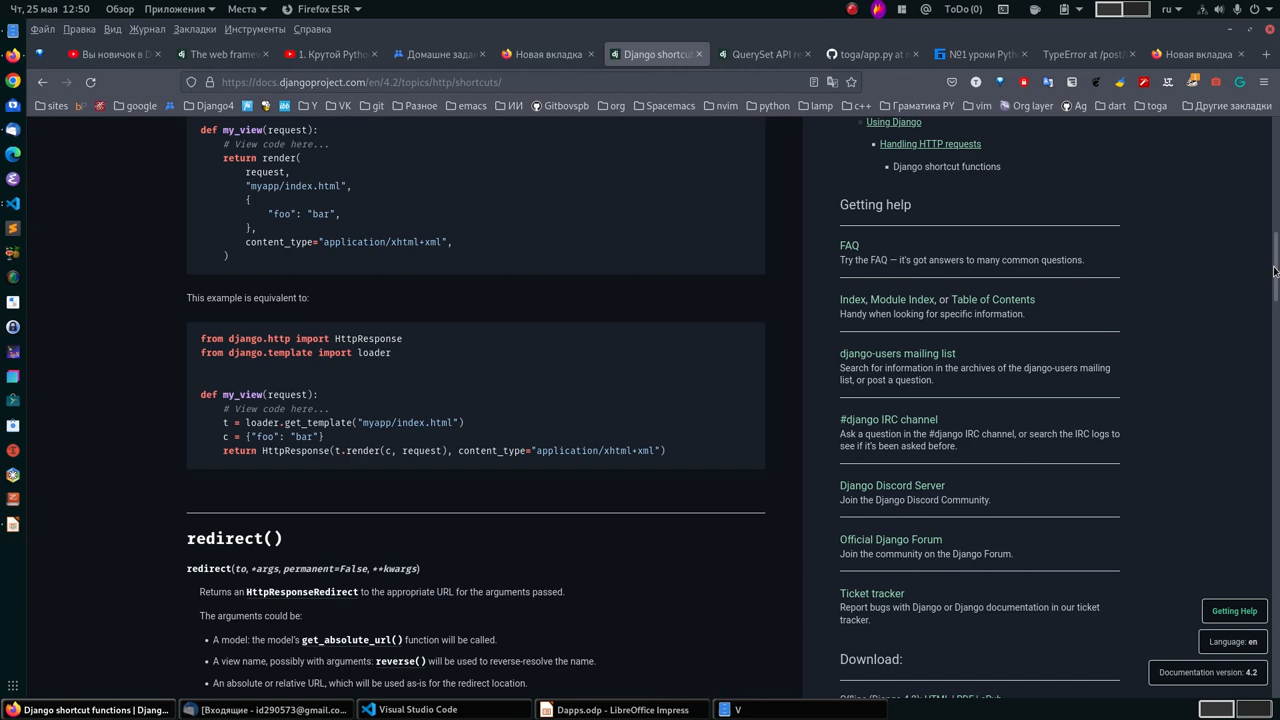 Чт, 25 мая 12:50
Обзор
Приложения
Места
Firefox ESR
ToDo (0)
ru
Файл Правка Вид Журнал Закладки Инструменты Справка
Вы новичок в D
The web framew
1. Крутой Pytho
Домашне зада
Новая вкладка
Django shortcut
QuerySet API re
toga/app.py at m
№1 уроки Pytho
TypeError at /post/
Новая вкладка
https://docs.djangoproject.com/en/4.2/topics/http/shortcuts/
sites
google
Django4
Y
VK
git
Разное
emacs
ИИ
Gitbovspb
org
Spacemacs
nvim
python
lamp
c++
Граматика РУ
vim
Org layer
Ag
dart
toga
Другие закладки
def my_view(request):
# View code here...
return render(
request,
"myapp/index.html",
{
"foo": "bar",
},
content_type="application/xhtml+xml",
)
This example is equivalent to:
from django.http import HttpResponse
from django.template import loader
def my_view(request):
# View code here...
t = loader.get_template("myapp/index.html")
c = {"foo": "bar"}
return HttpResponse(t.render(c, request), content_type="application/xhtml+xml")
redirect()
redirect(to, *args, permanent=False, **kwargs)
Returns an HttpResponseRedirect to the appropriate URL for the arguments passed.
The arguments could be:
• A model: the model's get_absolute_url() function will be called.
• A view name, possibly with arguments: reverse() will be used to reverse-resolve the name.
• An absolute or relative URL, which will be used as-is for the redirect location.
Using Django
Handling HTTP requests
Django shortcut functions
Getting help
FAQ
Try the FAQ — it's got answers to many common questions.
Index, Module Index, or Table of Contents
Handy when looking for specific information.
django-users mailing list
Search for information in the archives of the django-users mailing
list, or post a question.
#django IRC channel
Ask a question in the #django IRC channel, or search the IRC logs to
see if it's been asked before.
Django Discord Server
Join the Django Discord Community.
Official Django Forum
Join the community on the Django Forum.
Ticket tracker
Report bugs with Django or Django documentation in our ticket
tracker.
Download:
Getting Help
Language: en
Documentation version: 4.2
Django shortcut functions | Djang…
Visual Studio Code
Dapps.odp - LibreOffice Impress
V